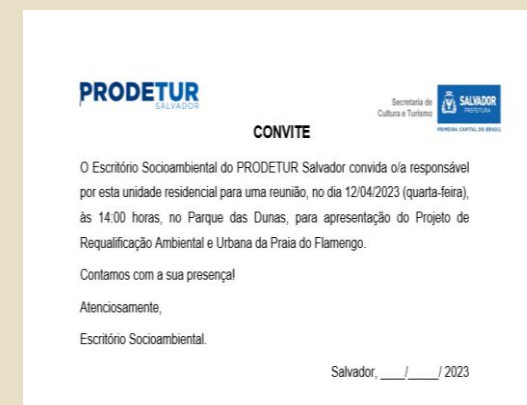 PRODETUR
SALVADOR
Secretaria de
Cultura e Turismo
SALVADOR
PREFEITURA
PRIMEIRA CAPITAL DO BRASIL
CONVITE
O Escritório Socioambiental do PRODETUR Salvador convida o/a responsável
por esta unidade residencial para uma reunião, no dia 12/04/2023 (quarta-feira),
às 14:00 horas, no Parque das Dunas, para apresentação do Projeto de
Requalificação Ambiental e Urbana da Praia do Flamengo.
Contamos com a sua presença!
Atenciosamente,
Escritório Socioambiental.
Salvador, ____/____/ 2023